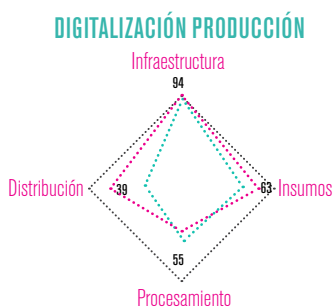 DIGITALIZACIÓN PRODUCCIÓN
Infraestructura
94
Distribución
39
63
Insumos
55
Procesamiento